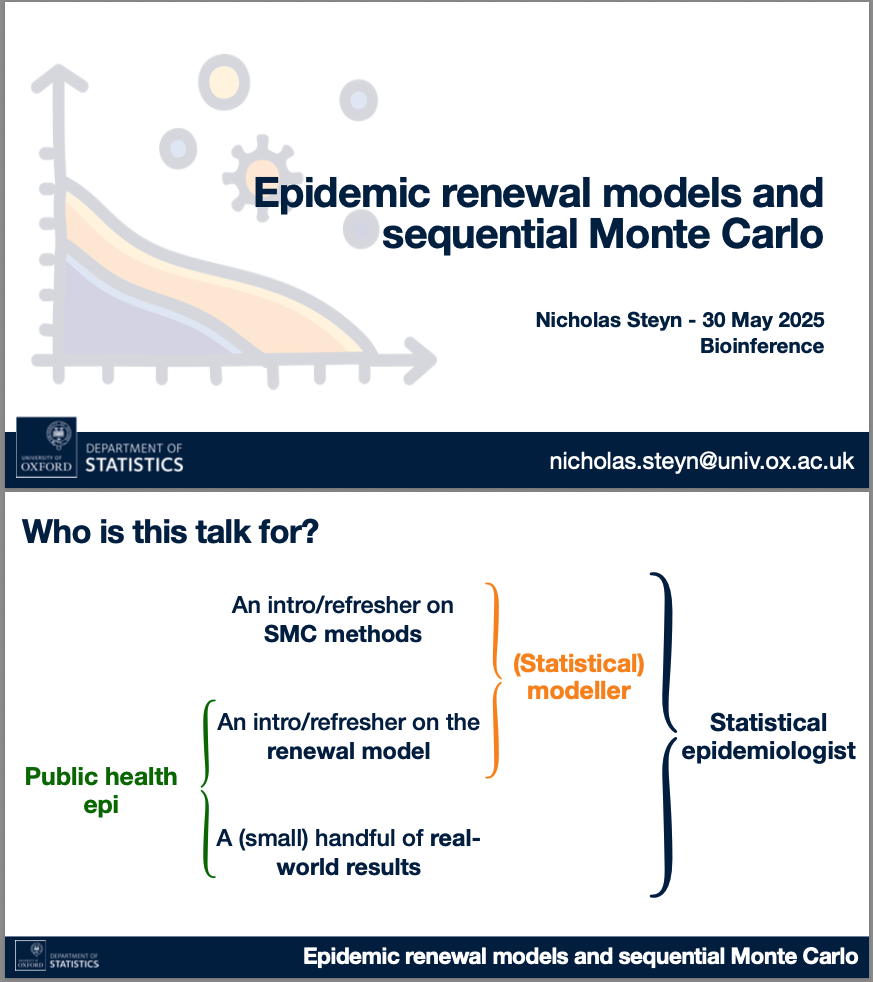 Epidemic renewal models and
sequential Monte Carlo
Nicholas Steyn - 30 May 2025
Bioinference
UNIVERSITY OF
OXFORD
DEPARTMENT OF
STATISTICS
nicholas.steyn@univ.ox.ac.uk
Who is this talk for?
An intro/refresher on
SMC methods
(Statistical)
modeller
An intro/refresher on the
renewal model
Statistical
epidemiologist
Public health
epi
A (small) handful of real-
world results
UNIVERSITY OF
OXFORD
DEPARTMENT OF
STATISTICS
Epidemic renewal models and sequential Monte Carlo